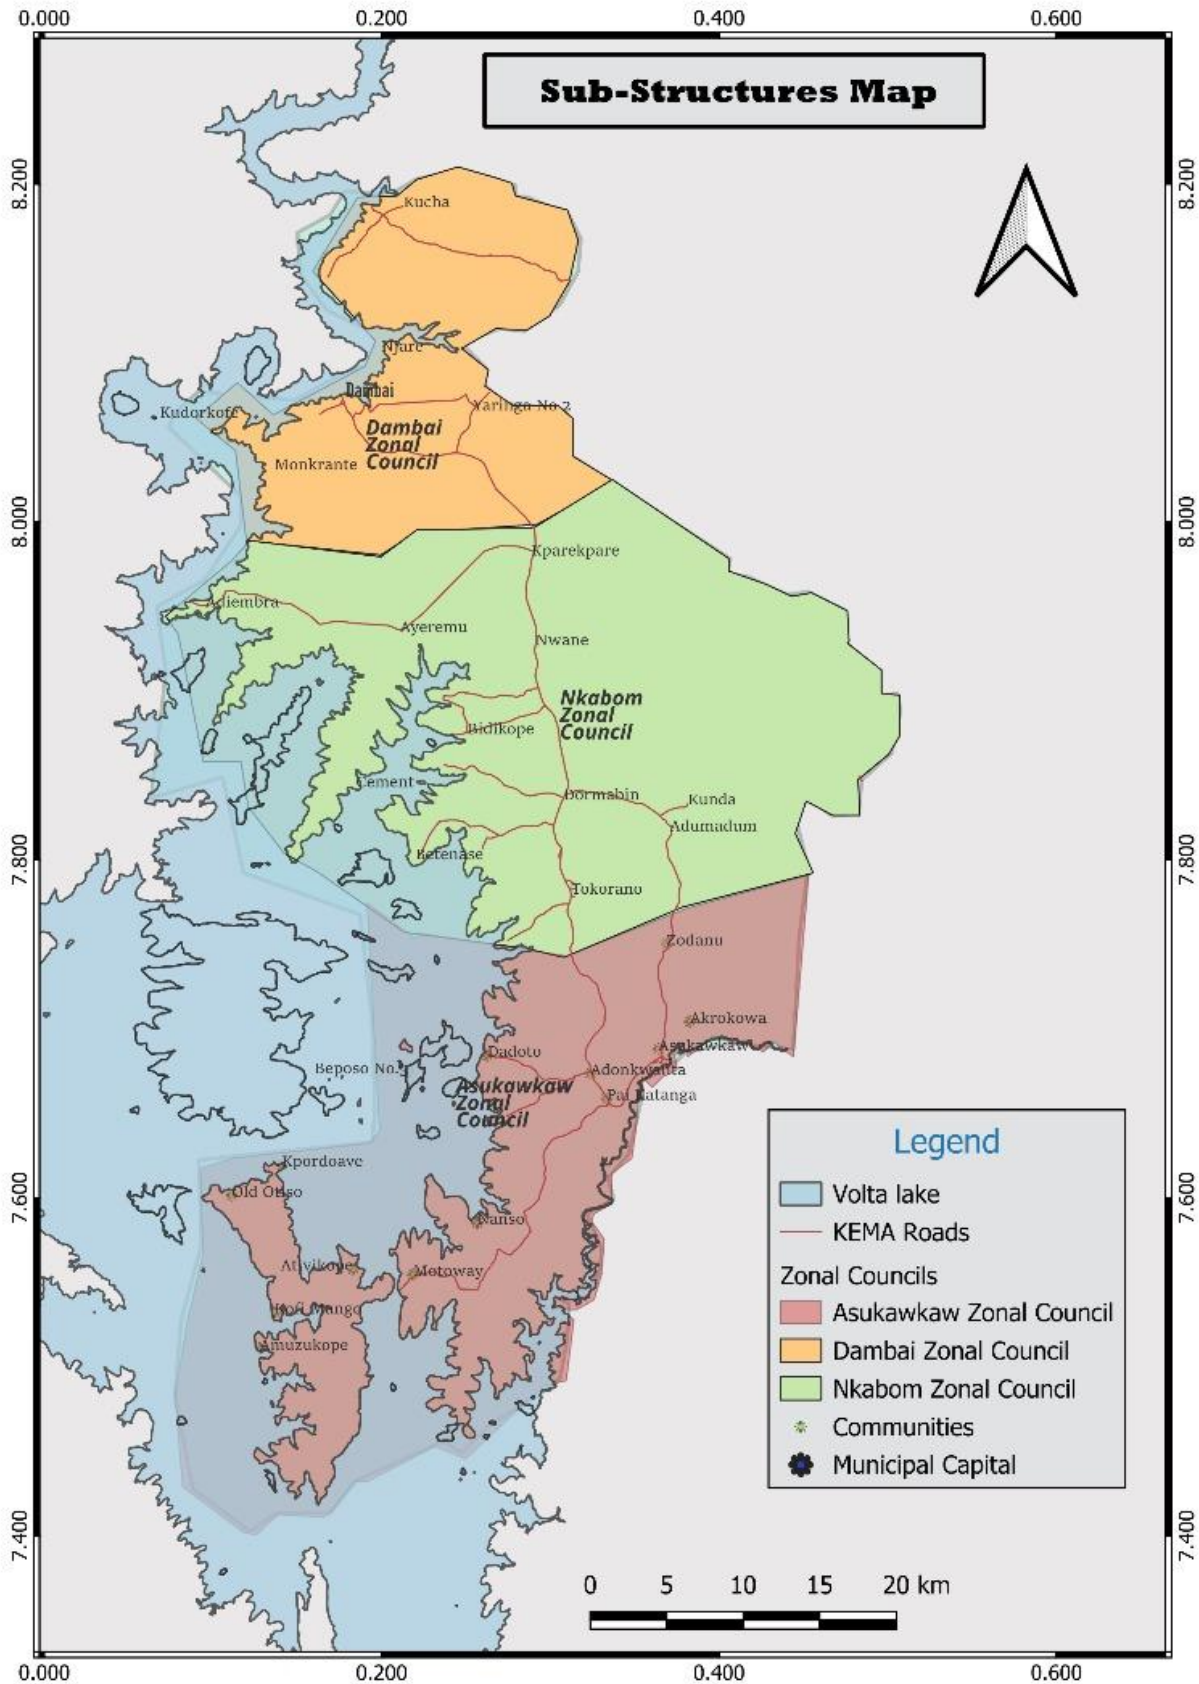 0.000 0.200 0.400 0.600
Sub-Structures Map
8.200 8.200
Kucha
Njare
Dambai
Yaringa No 2
Kudorkofe
Dambai
Zonal
Council
Monkrante
8.000 8.000
Kparekpare
Adiembra
Ayeremu
Nwane
Nkabom
Zonal
Council
Bidikope
Cement
Dormabin
Kunda
Adumadum
Betenase
7.800 7.800
Tokorano
Zodanu
Akrokowa
Asukawkaw
Dadoto
Beposo No.
Adonkwanta
Asukawkaw
Zonal
Council
Pai Katanga
Kpordoave
Old Otiso
7.600 7.600
Nanso
Ativikope
Motoway
Kofi Mango
Amuzukope
Legend
Volta lake
KEMA Roads
Zonal Councils
Asukawkaw Zonal Council
Dambai Zonal Council
Nkabom Zonal Council
Communities
Municipal Capital
7.400 7.400
0 5 10 15 20 km
0.000 0.200 0.400 0.600